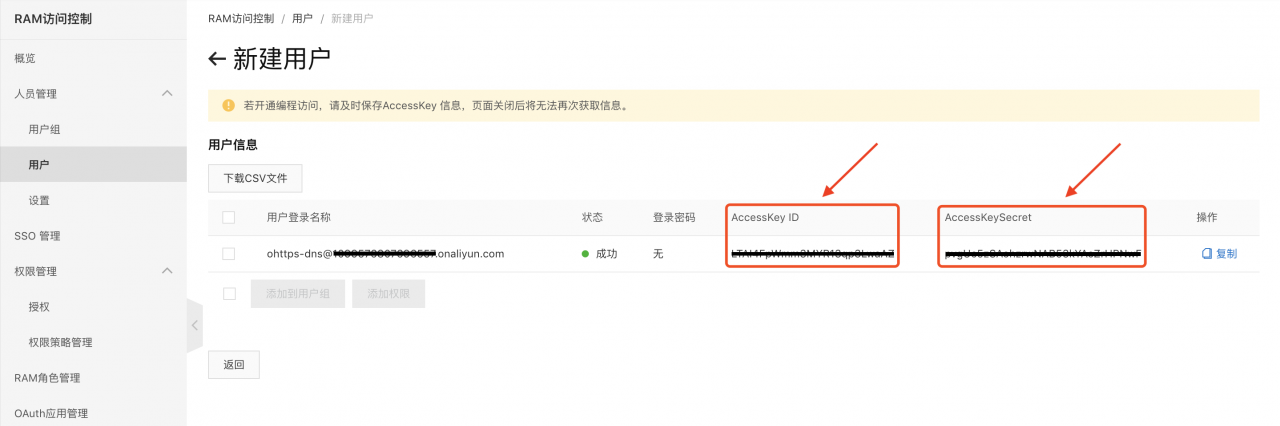 RAM访问控制
RAM访问控制 / 用户 / 新建用户
概览
人员管理
用户组
用户
设置
SSO 管理
权限管理
授权
权限策略管理
RAM角色管理
OAuth应用管理
新建用户
若开通编程访问，请及时保存AccessKey 信息，页面关闭后将无法再次获取信息。
用户信息
下载CSV文件
用户登录名称 状态 登录密码 AccessKey ID AccessKeySecret 操作
ohttps-dns@ .onaliyun.com 成功 无 复制
添加到用户组 添加权限
返回